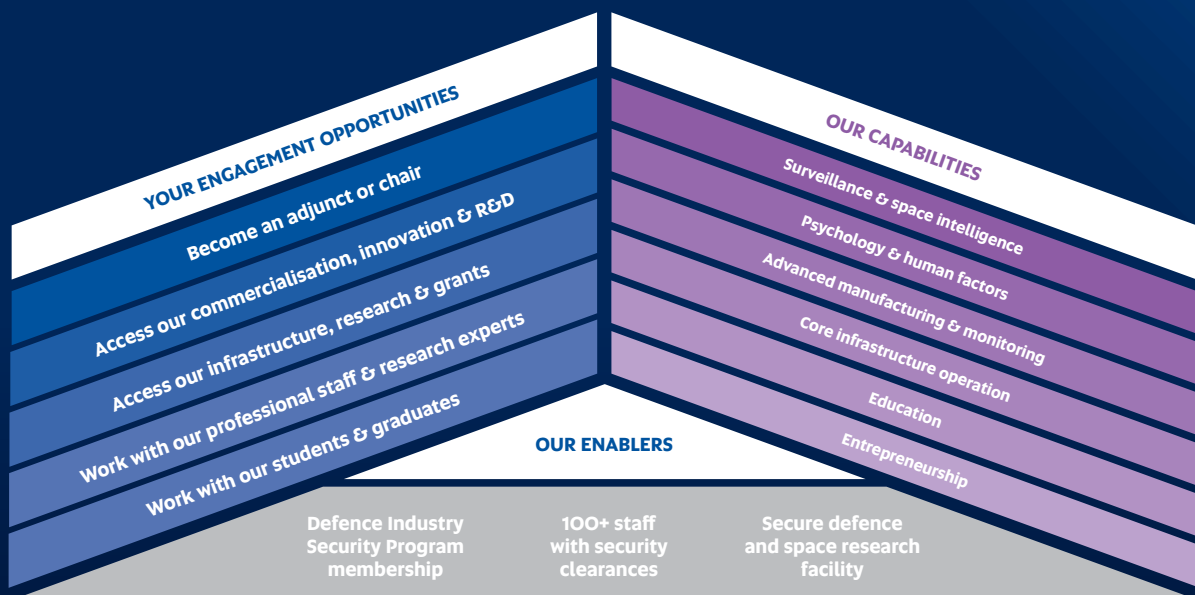 YOUR ENGAGEMENT OPPORTUNITIES
Become an adjunct or chair
Access our commercialisation, innovation & R&D
Access our infrastructure, research & grants
Work with our professional staff & research experts
Work with our students & graduates
OUR CAPABILITIES
Surveillance & space intelligence
Psychology & human factors
Advanced manufacturing & monitoring
Core infrastructure operation
Education
Entrepreneurship
OUR ENABLERS
Defence Industry
Security Program
membership
100+ staff
with security
clearances
Secure defence
and space research
facility